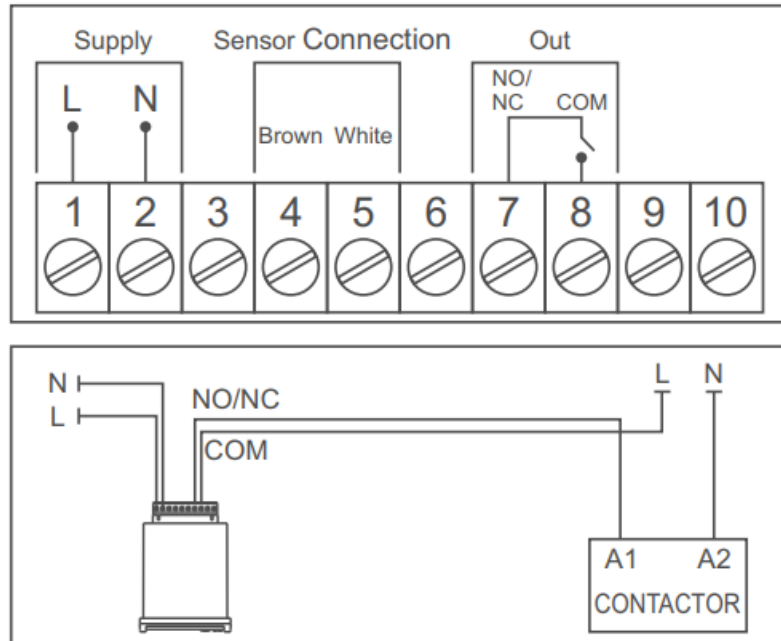 Supply Sensor Connection Out
L N NO/
NC COM
Brown White
1 2 3 4 5 6 7 8 9 10
N L N
L NO/NC
COM
A1 A2
CONTACTOR